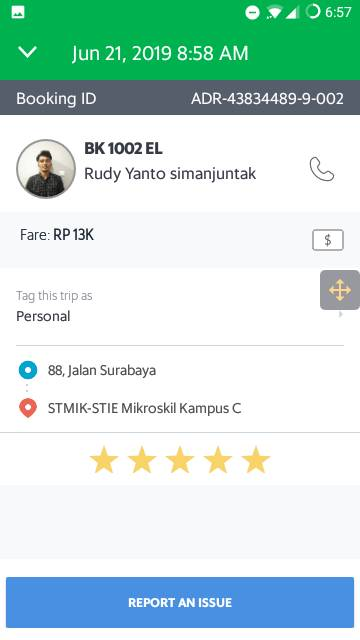 6:57
Jun 21, 2019 8:58 AM
Booking ID ADR-43834489-9-002
BK 1002 EL
Rudy Yanto simanjuntak
Fare: RP 13K
$
Tag this trip as
Personal
88, Jalan Surabaya
STMIK-STIE Mikroskil Kampus C
REPORT AN ISSUE